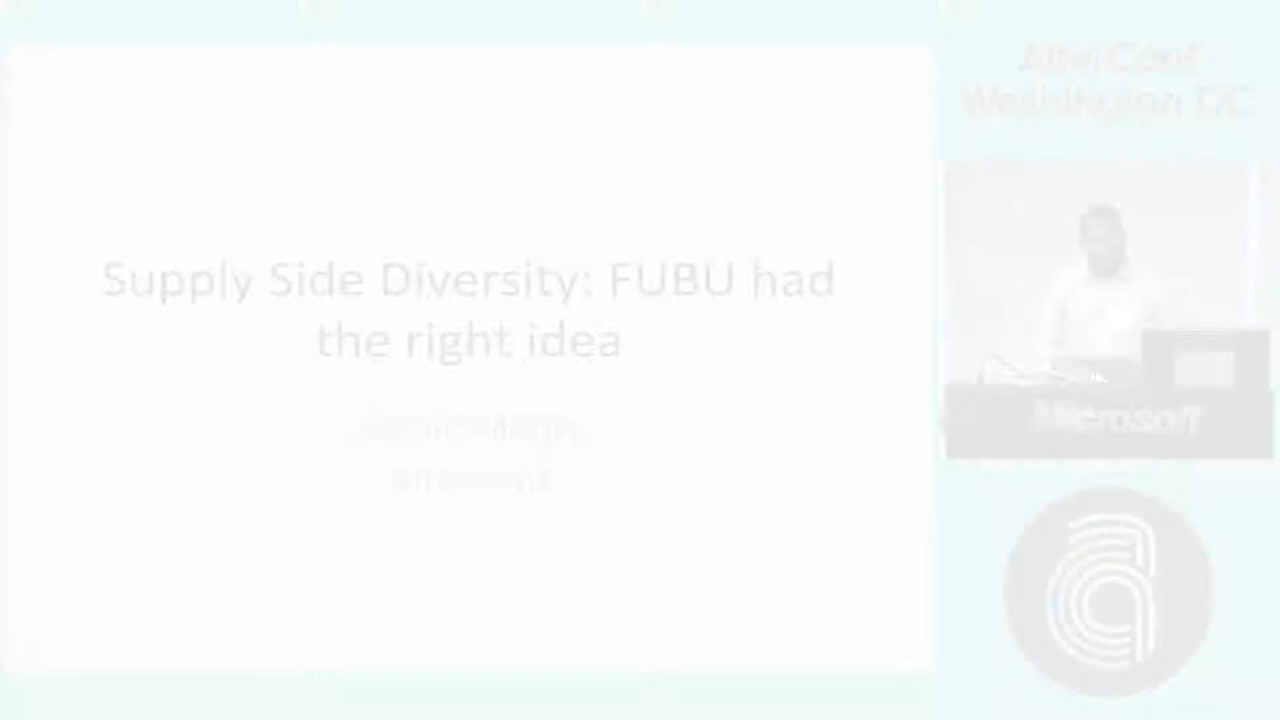 Supply Side Diversity: FUBU had
the right idea
AlterConf
Washington DC
Microsoft